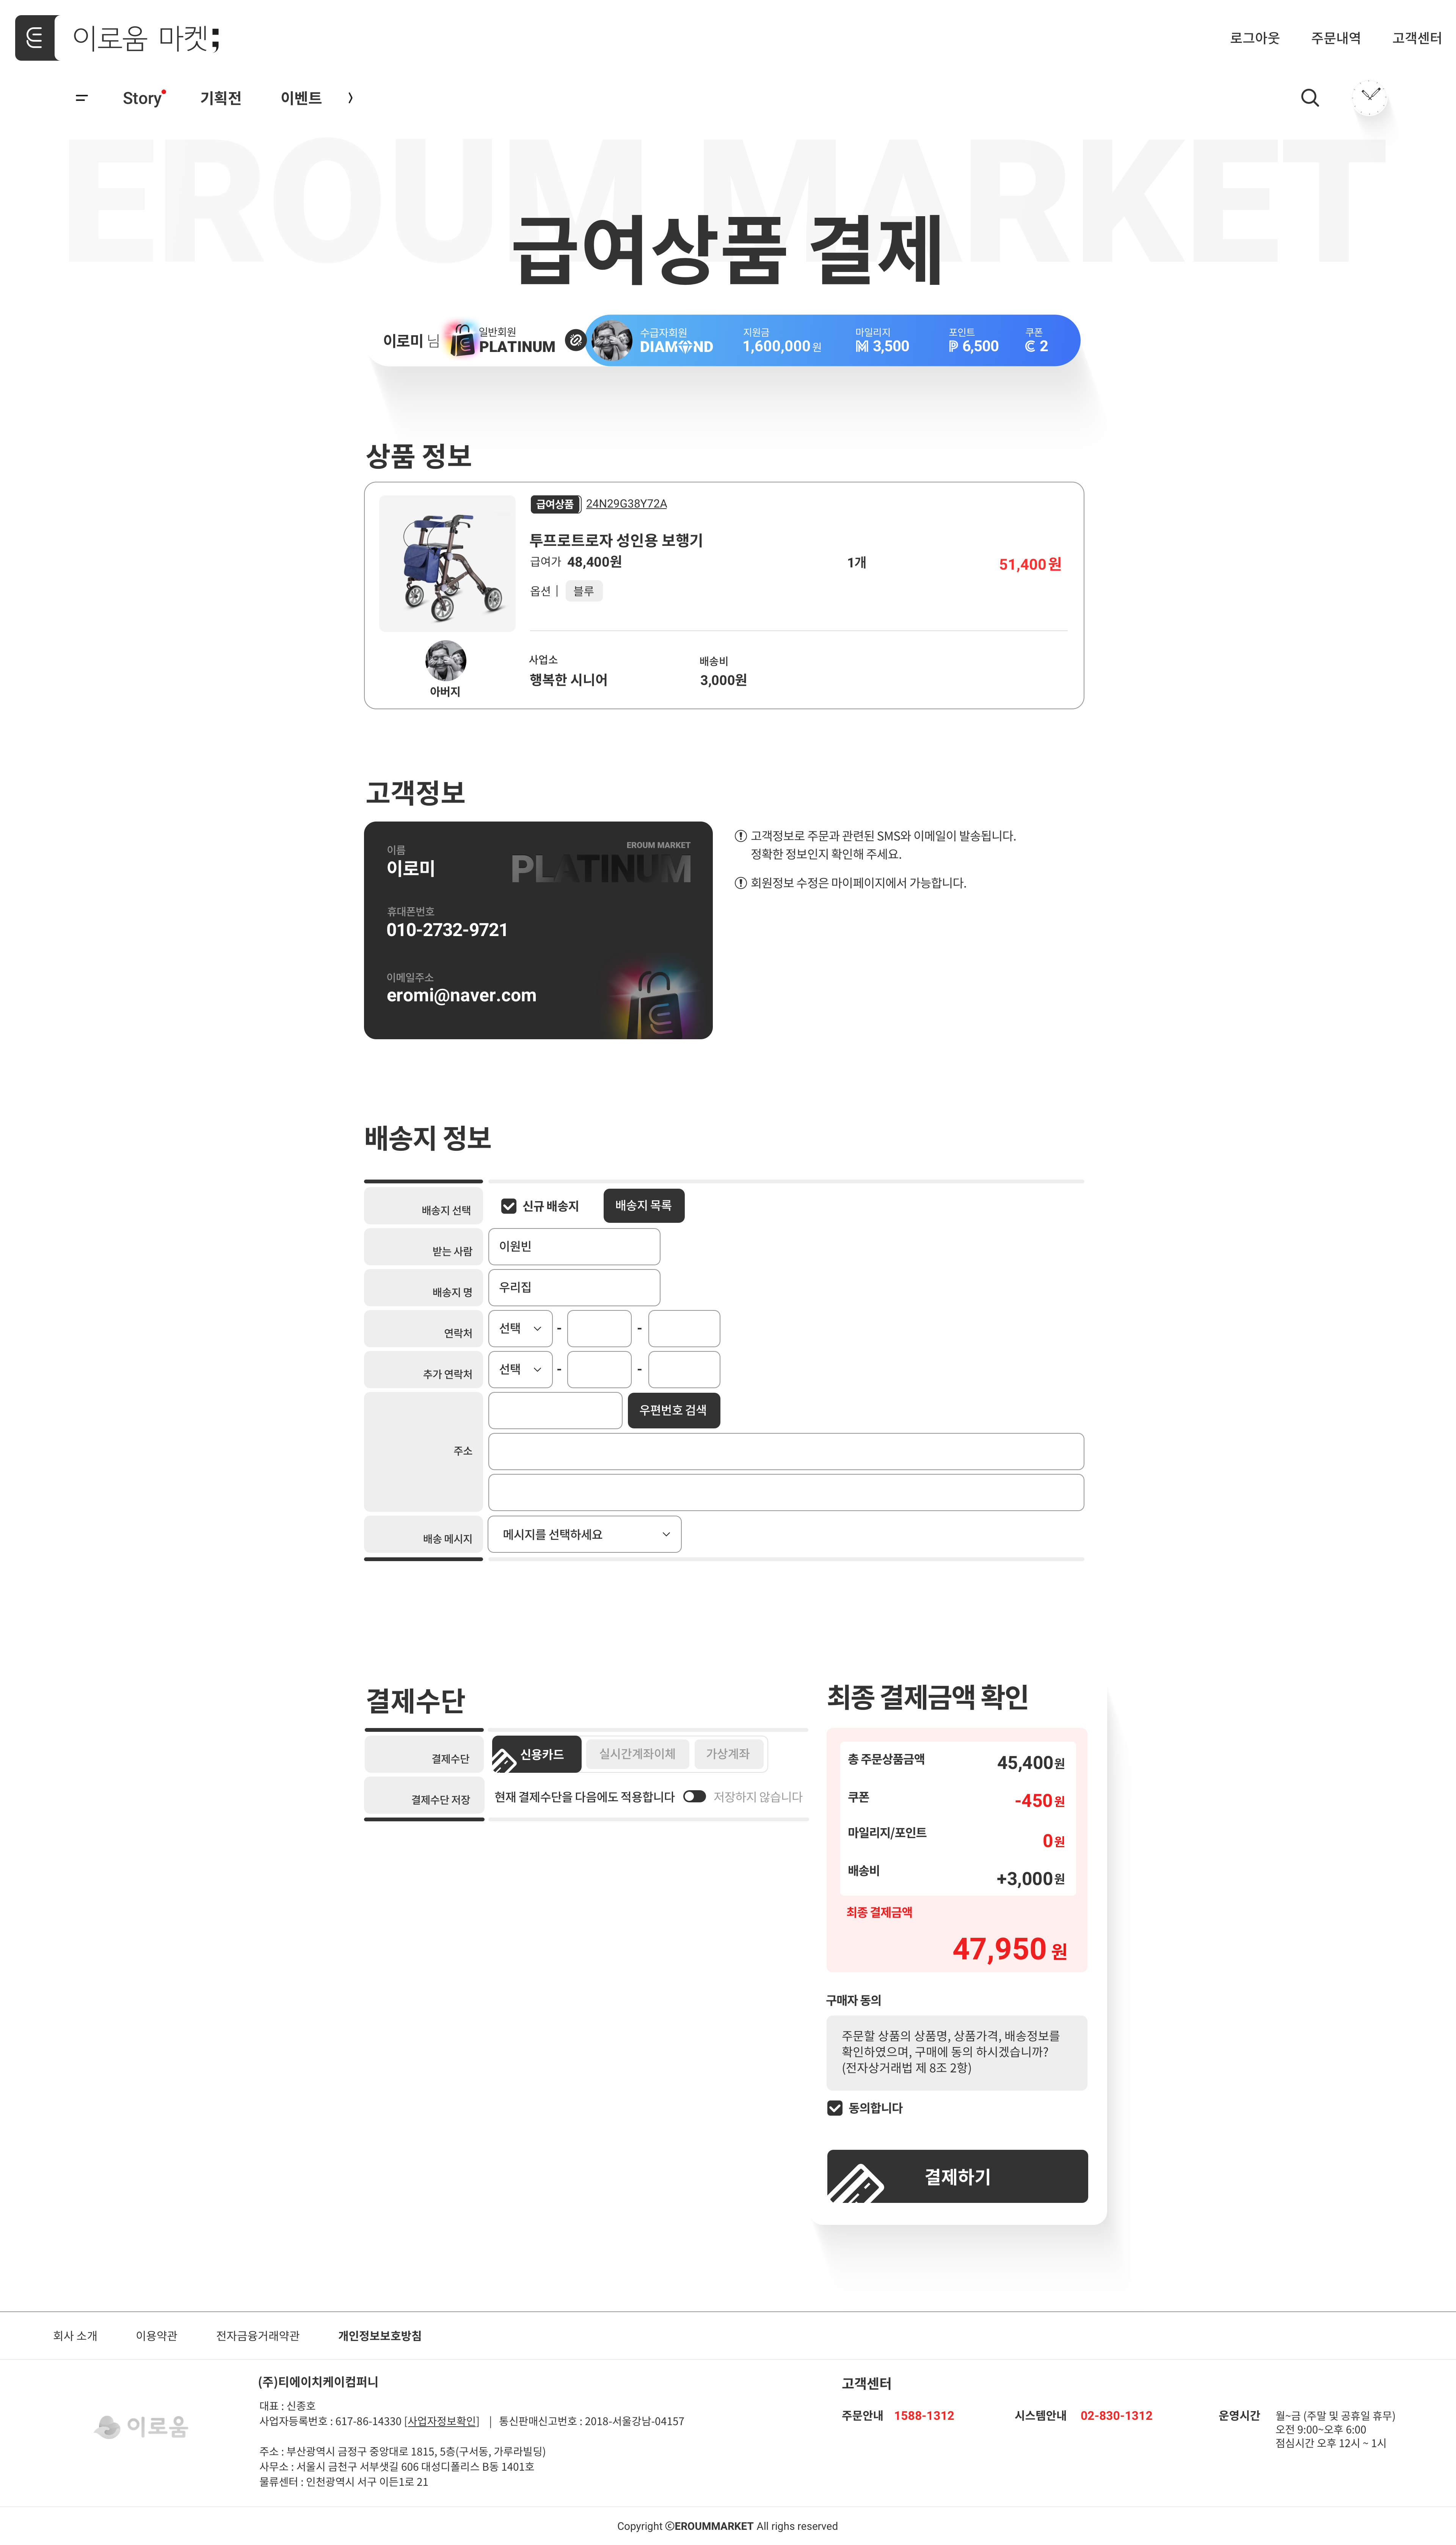 이로움 마켓;
로그아웃 주문내역 고객센터
Story 기획전 이벤트
EROUM MARKET
급여상품 결제
이로미 님
일반회원
PLATINUM
수급자회원
DIAMOND
지원금
1,600,000 원
마일리지
M 3,500
포인트
P 6,500
쿠폰
C 2
상품 정보
급여상품 24N29G38Y72A
투프로트로자 성인용 보행기
급여가 48,400원
1개
51,400 원
옵션 | 블루
아버지
사업소
행복한 시니어
배송비
3,000원
고객정보
EROUM MARKET
PLATINUM
이름
이로미
휴대폰번호
010-2732-9721
이메일주소
eromi@naver.com
고객정보로 주문과 관련된 SMS와 이메일이 발송됩니다.
정확한 정보인지 확인해 주세요.
회원정보 수정은 마이페이지에서 가능합니다.
배송지 정보
배송지 선택 신규 배송지 배송지 목록
받는 사람 이원빈
배송지 명 우리집
연락처 선택 - -
추가 연락처 선택 - -
주소 우편번호 검색
배송 메시지 메시지를 선택하세요
결제수단
결제수단 신용카드 실시간계좌이체 가상계좌
결제수단 저장 현재 결제수단을 다음에도 적용합니다 저장하지 않습니다
최종 결제금액 확인
총 주문상품금액 45,400원
쿠폰 -450원
마일리지/포인트 0원
배송비 +3,000원
최종 결제금액
47,950 원
구매자 동의
주문할 상품의 상품명, 상품가격, 배송정보를
확인하였으며, 구매에 동의 하시겠습니까?
(전자상거래법 제 8조 2항)
동의합니다
결제하기
회사 소개 이용약관 전자금융거래약관 개인정보보호방침
이로움
(주)티에이치케이컴퍼니
대표 : 신종호
사업자등록번호 : 617-86-14330 [사업자정보확인] | 통신판매신고번호 : 2018-서울강남-04157
주소 : 부산광역시 금정구 중앙대로 1815, 5층(구서동, 가루라빌딩)
사무소 : 서울시 금천구 서부샛길 606 대성디폴리스 B동 1401호
물류센터 : 인천광역시 서구 이든1로 21
고객센터
주문안내 1588-1312 시스템안내 02-830-1312 운영시간 월~금 (주말 및 공휴일 휴무)
오전 9:00~오후 6:00
점심시간 오후 12시 ~ 1시
Copyright ©EROUMMARKET All righs reserved